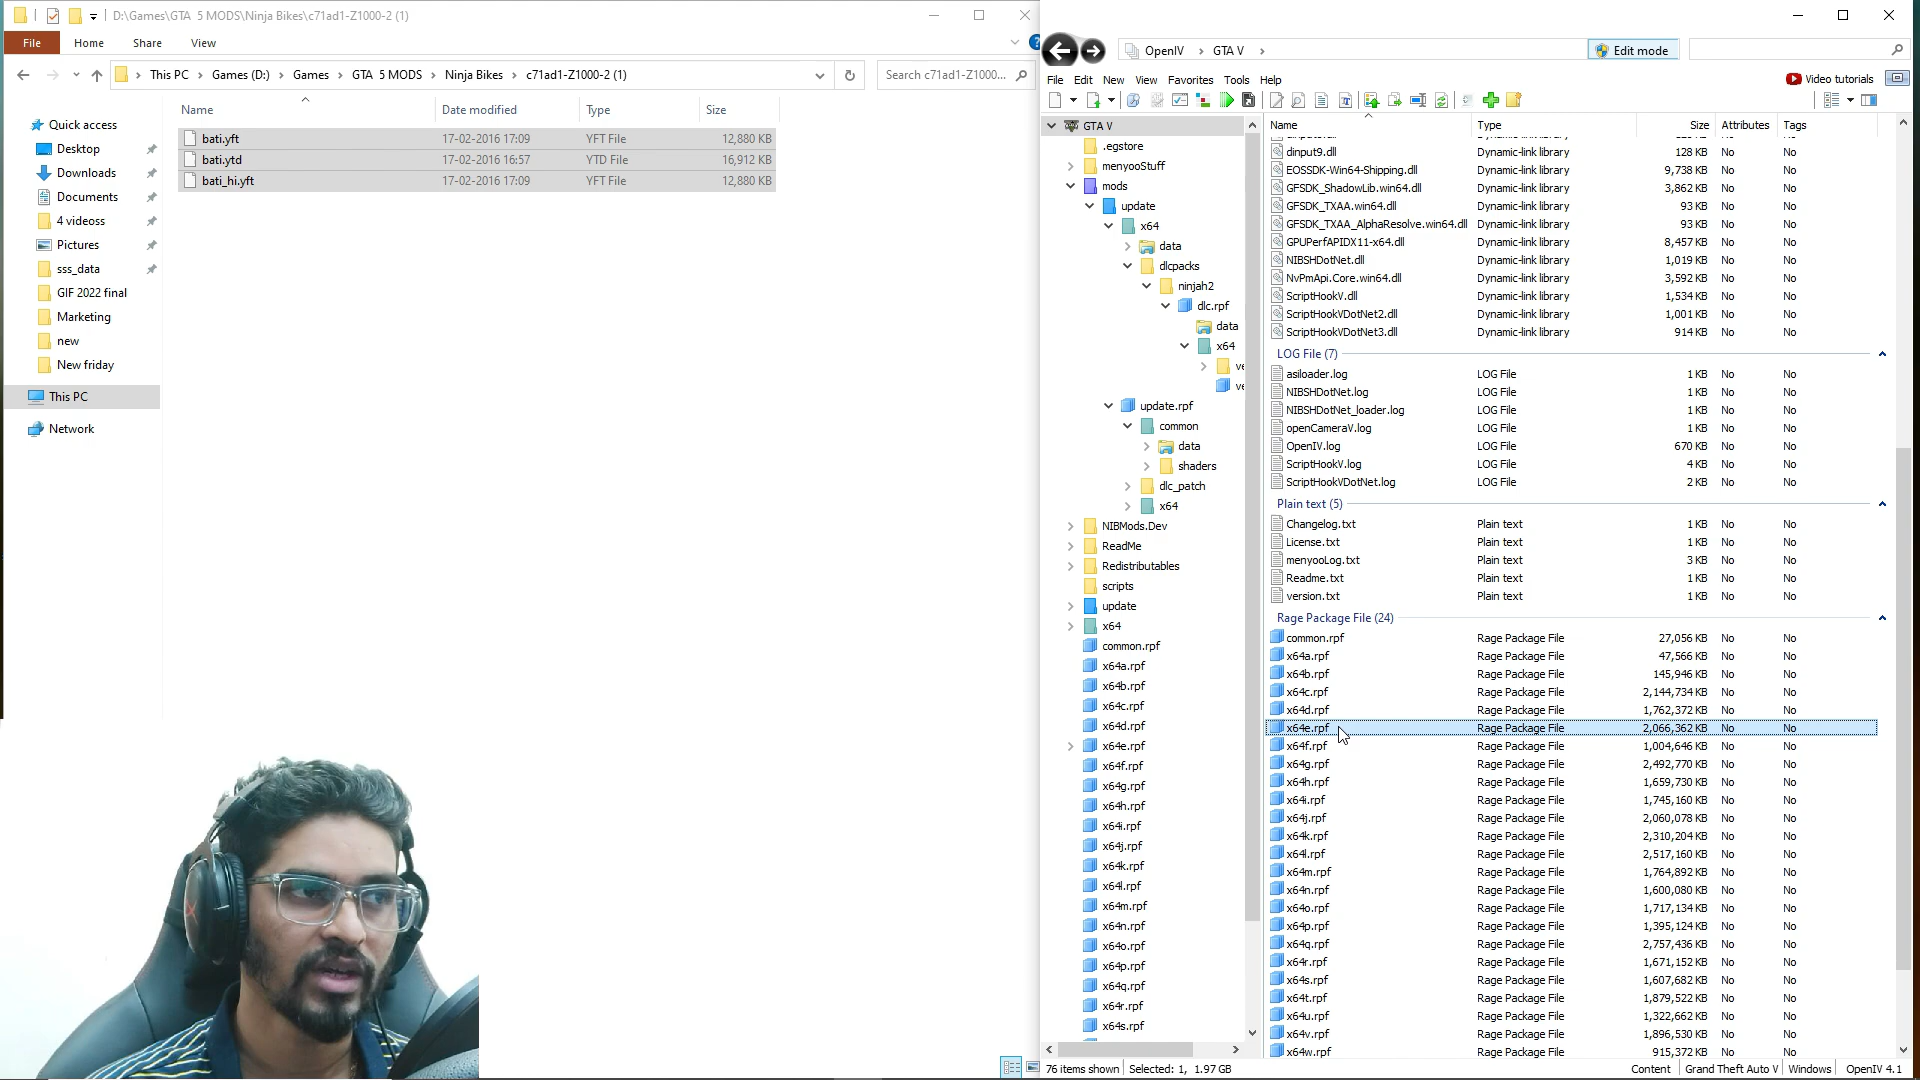 D:\Games\GTA  5 MODS\Ninja Bikes\c71ad1-Z1000-2 (1)
File Home Share View
This PC Games (D:) Games GTA  5 MODS Ninja Bikes c71ad1-Z1000-2 (1)
Search c71ad1-Z1000...
Name Date modified Type Size
bati.yft 17-02-2016 17:09 YFT File 12,880 KB
bati.ytd 17-02-2016 16:57 YTD File 16,912 KB
bati_hi.yft 17-02-2016 17:09 YFT File 12,880 KB
Quick access
Desktop
Downloads
Documents
4 videoss
Pictures
sss_data
GIF 2022 final
Marketing
new
New friday
This PC
Network
OpenIV GTA V
Edit mode
File Edit New View Favorites Tools Help
Video tutorials
GTA V
.egstore
menyooStuff
mods
update
x64
data
dlcpacks
ninjah2
dlc.rpf
data
x64
update.rpf
common
data
shaders
dlc_patch
x64
NIBMods.Dev
ReadMe
Redistributables
scripts
update
x64
common.rpf
x64a.rpf
x64b.rpf
x64c.rpf
x64d.rpf
x64e.rpf
x64f.rpf
x64g.rpf
x64h.rpf
x64i.rpf
x64j.rpf
x64k.rpf
x64l.rpf
x64m.rpf
x64n.rpf
x64o.rpf
x64p.rpf
x64q.rpf
x64r.rpf
x64s.rpf
Name Type Size Attributes Tags
dinput9.dll Dynamic-link library 128 KB No No
EOSSDK-Win64-Shipping.dll Dynamic-link library 9,738 KB No No
GFSDK_ShadowLib.win64.dll Dynamic-link library 3,862 KB No No
GFSDK_TXAA.win64.dll Dynamic-link library 93 KB No No
GFSDK_TXAA_AlphaResolve.win64.dll Dynamic-link library 93 KB No No
GPUPerfAPIDX11-x64.dll Dynamic-link library 8,457 KB No No
NIBSHDotNet.dll Dynamic-link library 1,019 KB No No
NvPmApi.Core.win64.dll Dynamic-link library 3,592 KB No No
ScriptHookV.dll Dynamic-link library 1,534 KB No No
ScriptHookVDotNet2.dll Dynamic-link library 1,001 KB No No
ScriptHookVDotNet3.dll Dynamic-link library 914 KB No No
LOG File (7)
asiloader.log LOG File 1 KB No No
NIBSHDotNet.log LOG File 1 KB No No
NIBSHDotNet_loader.log LOG File 1 KB No No
openCameraV.log LOG File 1 KB No No
OpenIV.log LOG File 670 KB No No
ScriptHookV.log LOG File 4 KB No No
ScriptHookVDotNet.log LOG File 2 KB No No
Plain text (5)
Changelog.txt Plain text 1 KB No No
License.txt Plain text 1 KB No No
menyooLog.txt Plain text 3 KB No No
Readme.txt Plain text 1 KB No No
version.txt Plain text 1 KB No No
Rage Package File (24)
common.rpf Rage Package File 27,056 KB No No
x64a.rpf Rage Package File 47,566 KB No No
x64b.rpf Rage Package File 145,946 KB No No
x64c.rpf Rage Package File 2,144,734 KB No No
x64d.rpf Rage Package File 1,762,372 KB No No
x64e.rpf Rage Package File 2,066,362 KB No No
x64f.rpf Rage Package File 1,004,646 KB No No
x64g.rpf Rage Package File 2,492,770 KB No No
x64h.rpf Rage Package File 1,659,730 KB No No
x64i.rpf Rage Package File 1,745,160 KB No No
x64j.rpf Rage Package File 2,060,078 KB No No
x64k.rpf Rage Package File 2,310,204 KB No No
x64l.rpf Rage Package File 2,517,160 KB No No
x64m.rpf Rage Package File 1,764,892 KB No No
x64n.rpf Rage Package File 1,600,080 KB No No
x64o.rpf Rage Package File 1,717,134 KB No No
x64p.rpf Rage Package File 1,395,124 KB No No
x64q.rpf Rage Package File 2,757,436 KB No No
x64r.rpf Rage Package File 1,671,152 KB No No
x64s.rpf Rage Package File 1,607,682 KB No No
x64t.rpf Rage Package File 1,879,522 KB No No
x64u.rpf Rage Package File 1,322,662 KB No No
x64v.rpf Rage Package File 1,896,530 KB No No
x64w.rpf Rage Package File 915,372 KB No No
76 items shown Selected: 1, 1.97 GB
Content Grand Theft Auto V Windows OpenIV 4.1